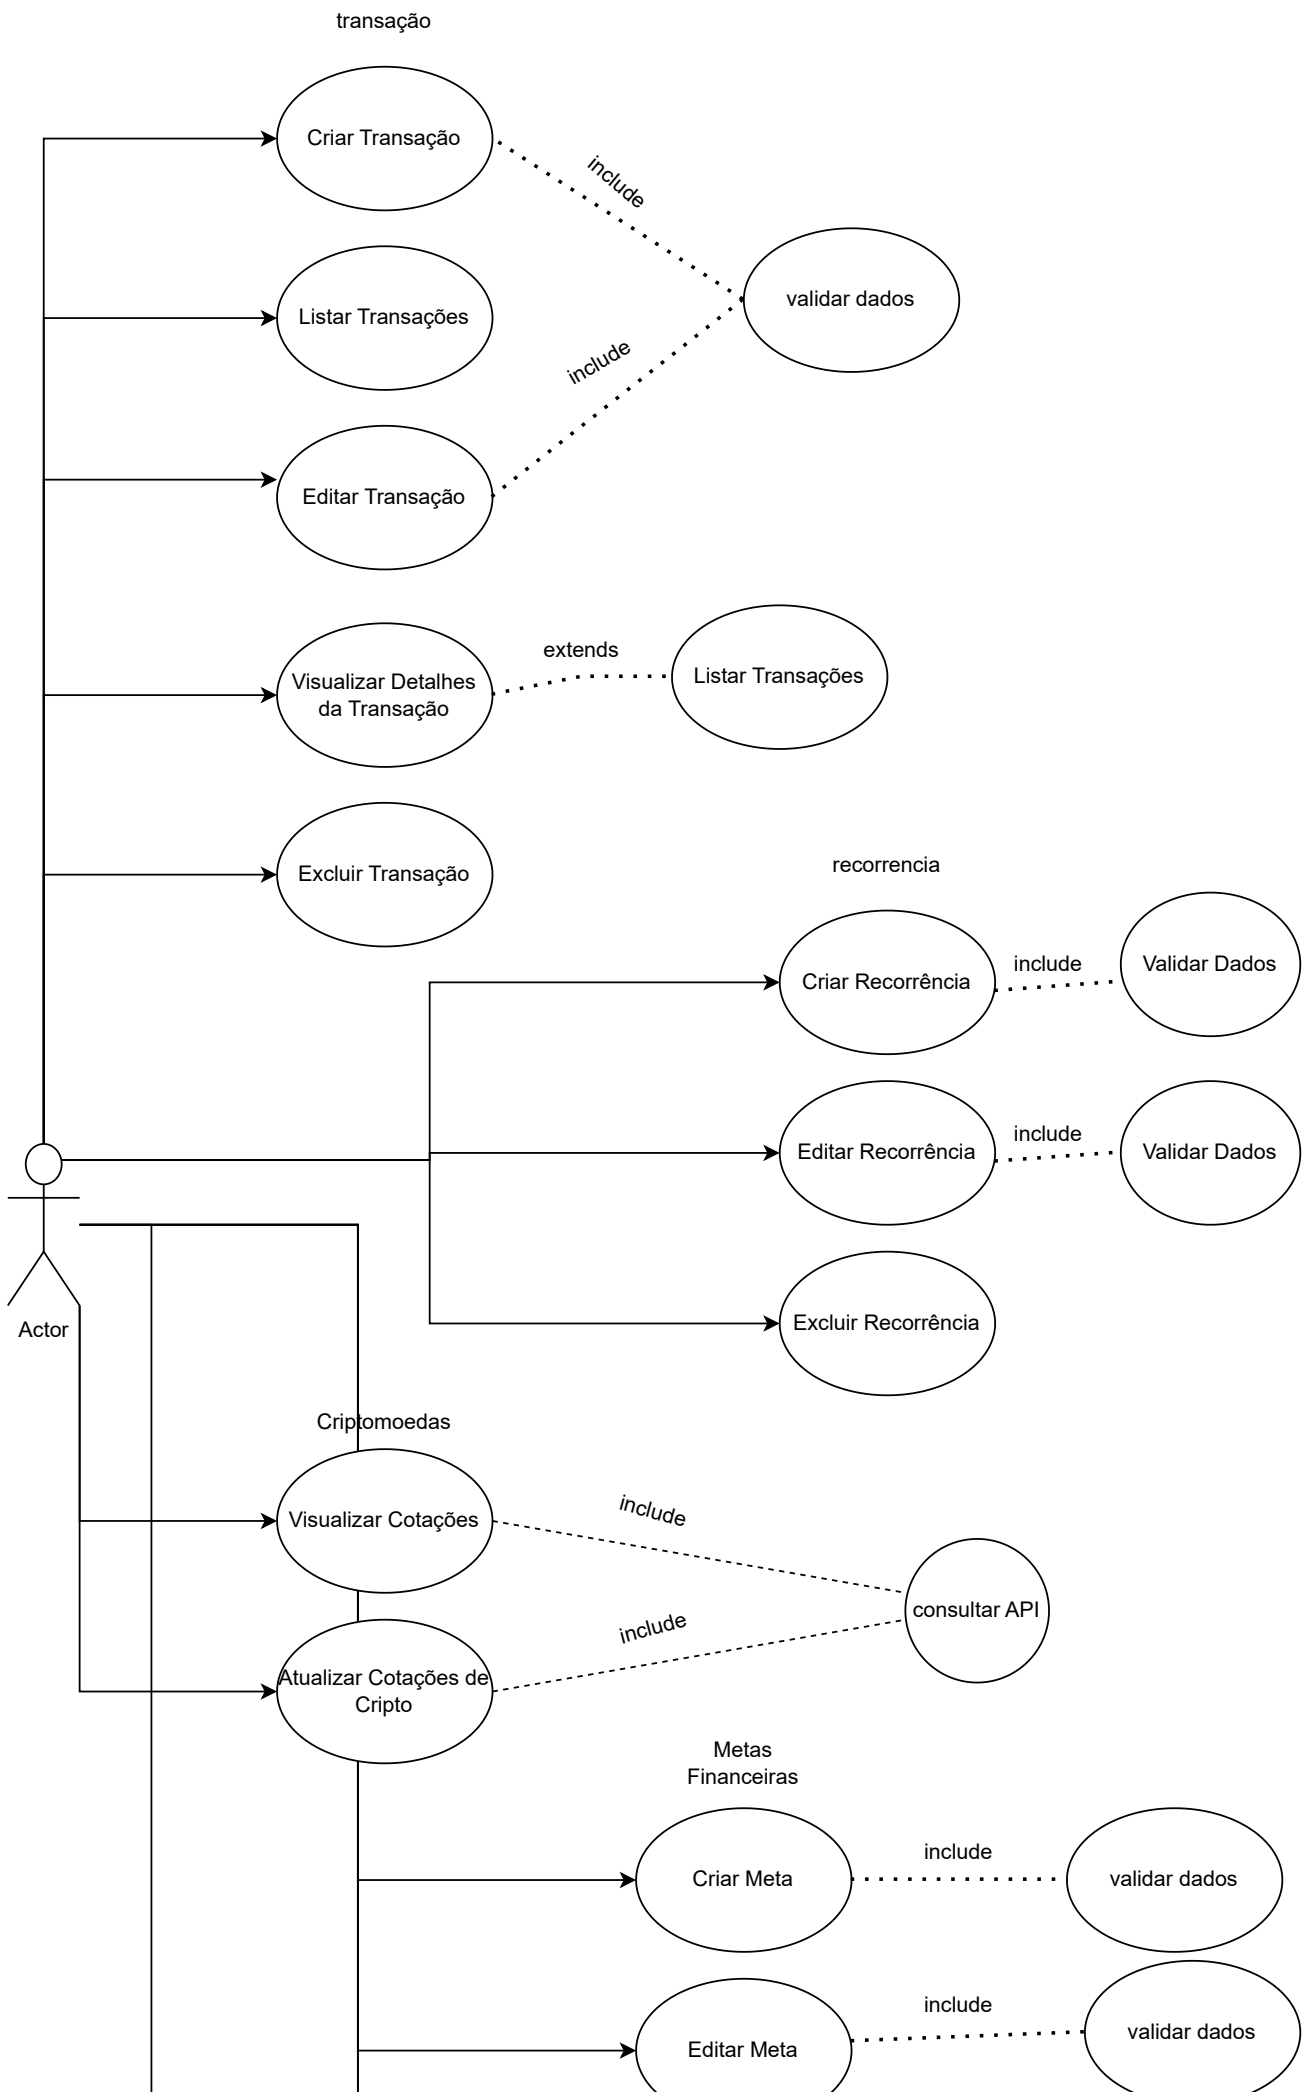 transação
Criar Transação
include
validar dados
Listar Transações
include
Editar Transação
extends
Visualizar Detalhes
da Transação
Listar Transações
Excluir Transação
recorrencia
Criar Recorrência
include
Validar Dados
Editar Recorrência
include
Validar Dados
Excluir Recorrência
Actor
Criptomoedas
Visualizar Cotações
include
consultar API
include
Atualizar Cotações de
Cripto
Metas
Financeiras
Criar Meta
include
validar dados
Editar Meta
include
validar dados